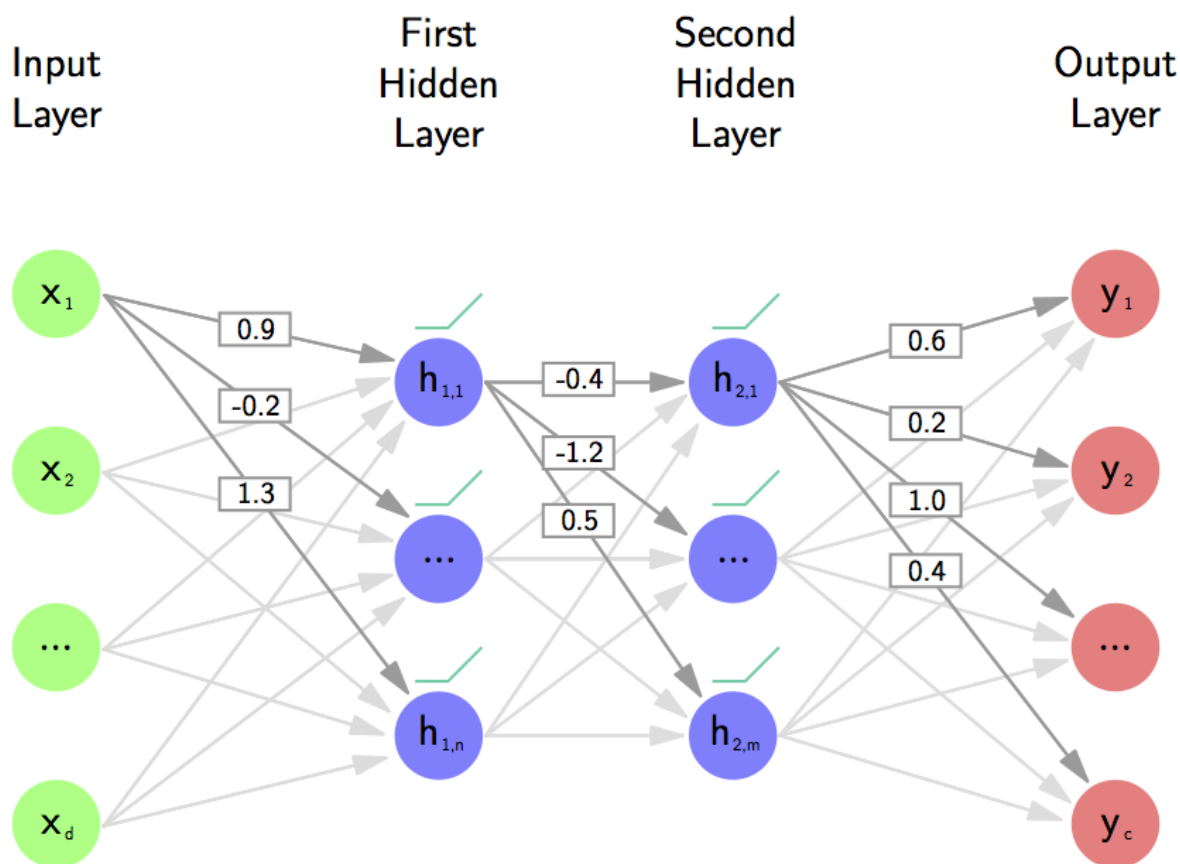 Input
Layer
First
Hidden
Layer
Second
Hidden
Layer
Output
Layer
x₁
x₂
...
x_d
0.9
-0.2
1.3
h₁,₁
...
h₁,ₙ
-0.4
-1.2
0.5
h₂,₁
...
h₂,ₘ
0.6
0.2
1.0
0.4
y₁
y₂
...
y_c